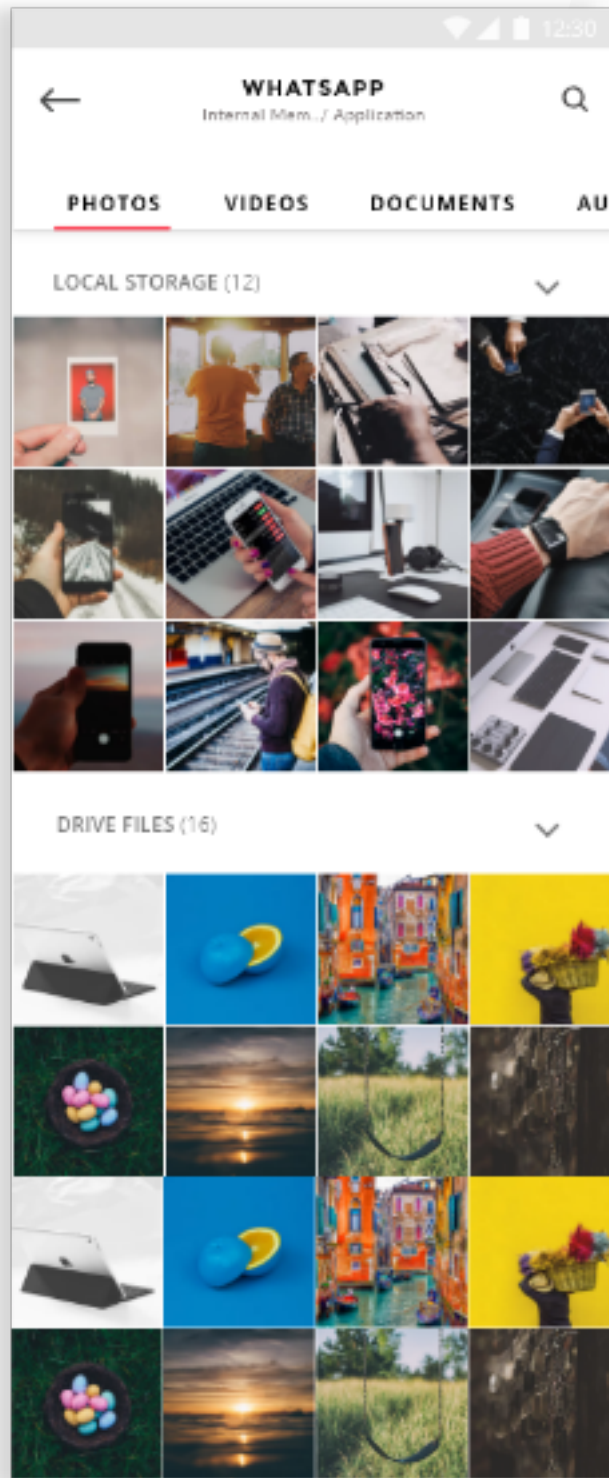 12:30
WHATSAPP
Internal Mem../ Application
PHOTOS VIDEOS DOCUMENTS AU
LOCAL STORAGE (12)
DRIVE FILES (16)